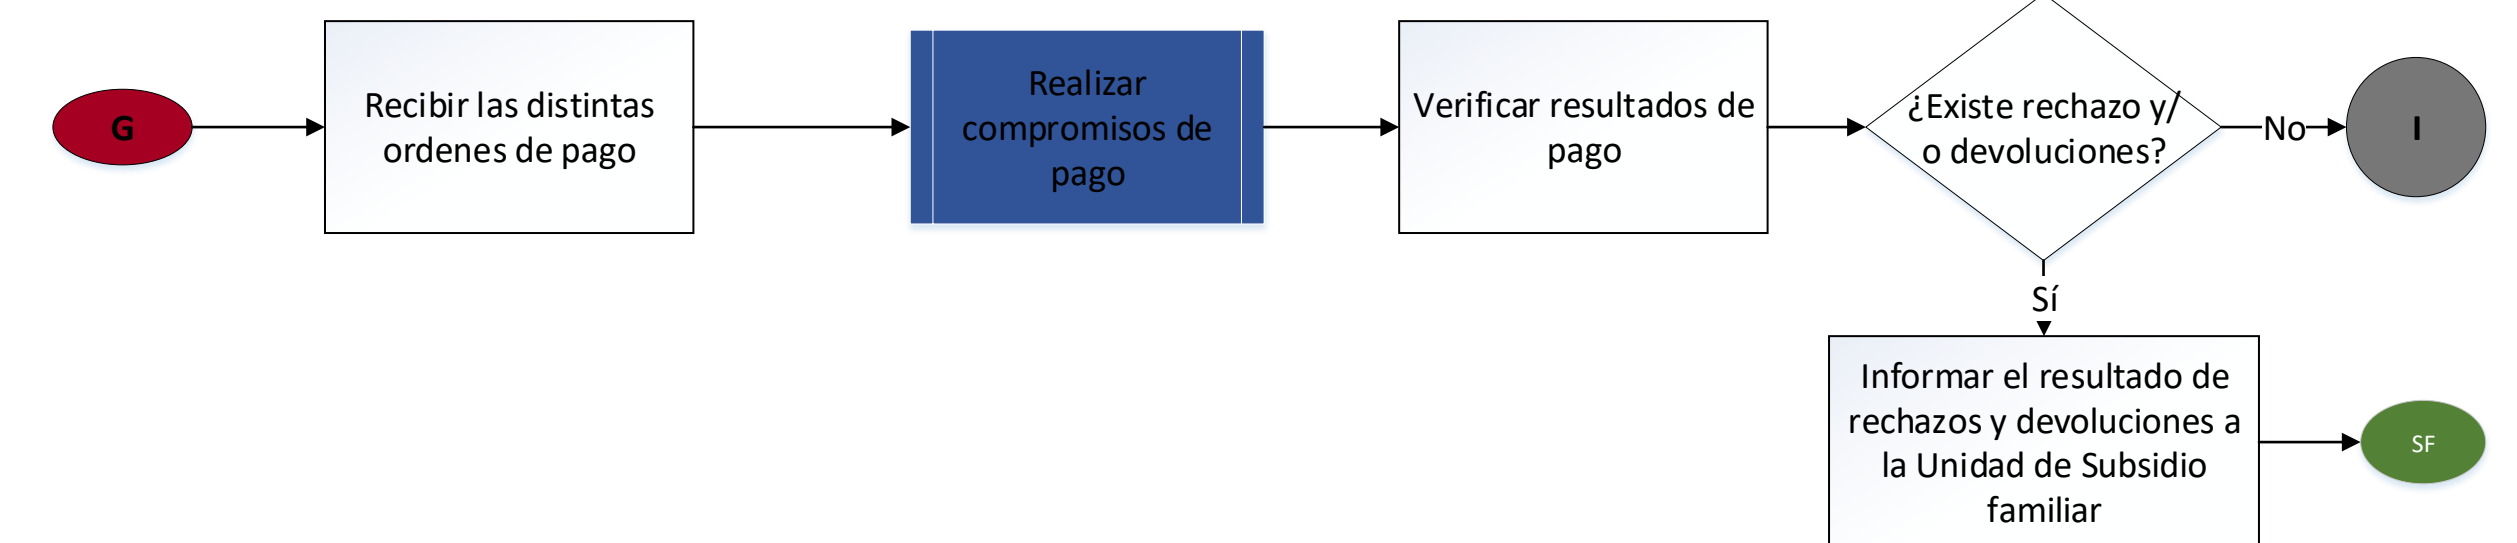 G
Recibir las distintas
ordenes de pago
Realizar
compromisos de
pago
Verificar resultados de
pago
¿Existe rechazo y/
o devoluciones?
No
I
Sí
Informar el resultado de
rechazos y devoluciones a
la Unidad de Subsidio
familiar
SF